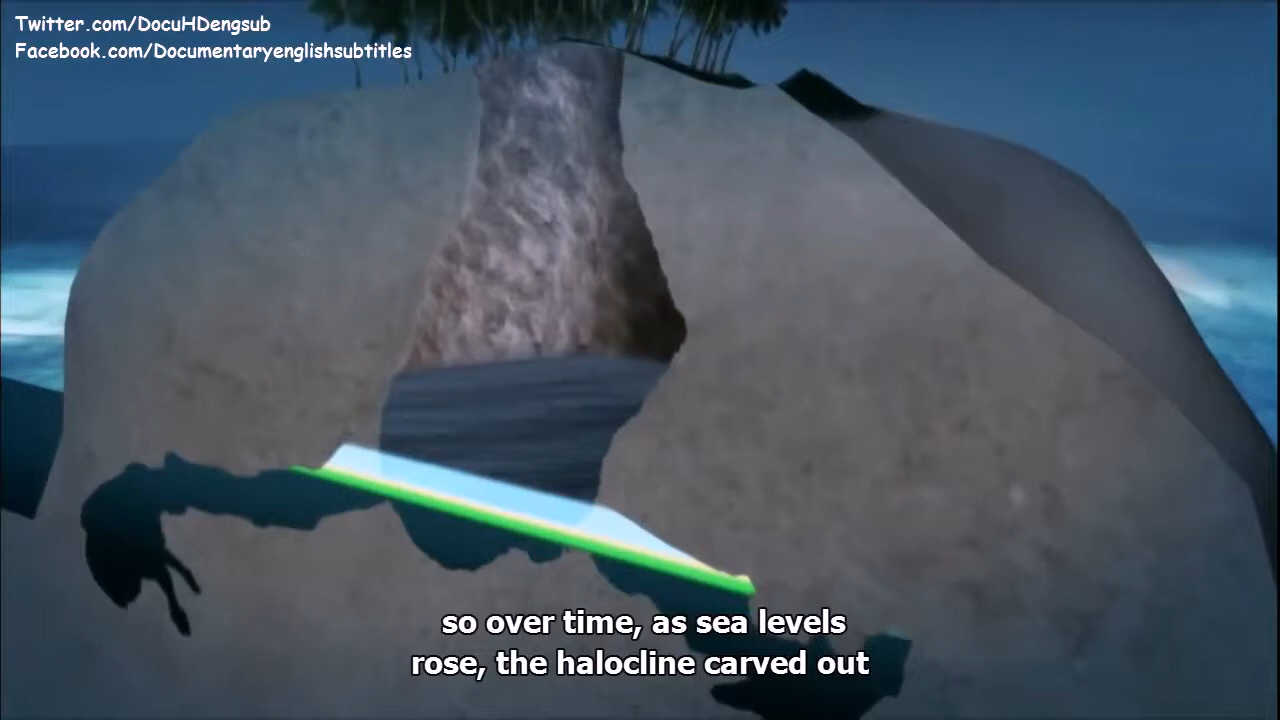 Twitter.com/DocuHDengsub
Facebook.com/Documentaryenglishsubtitles
so over time, as sea levels
rose, the halocline carved out